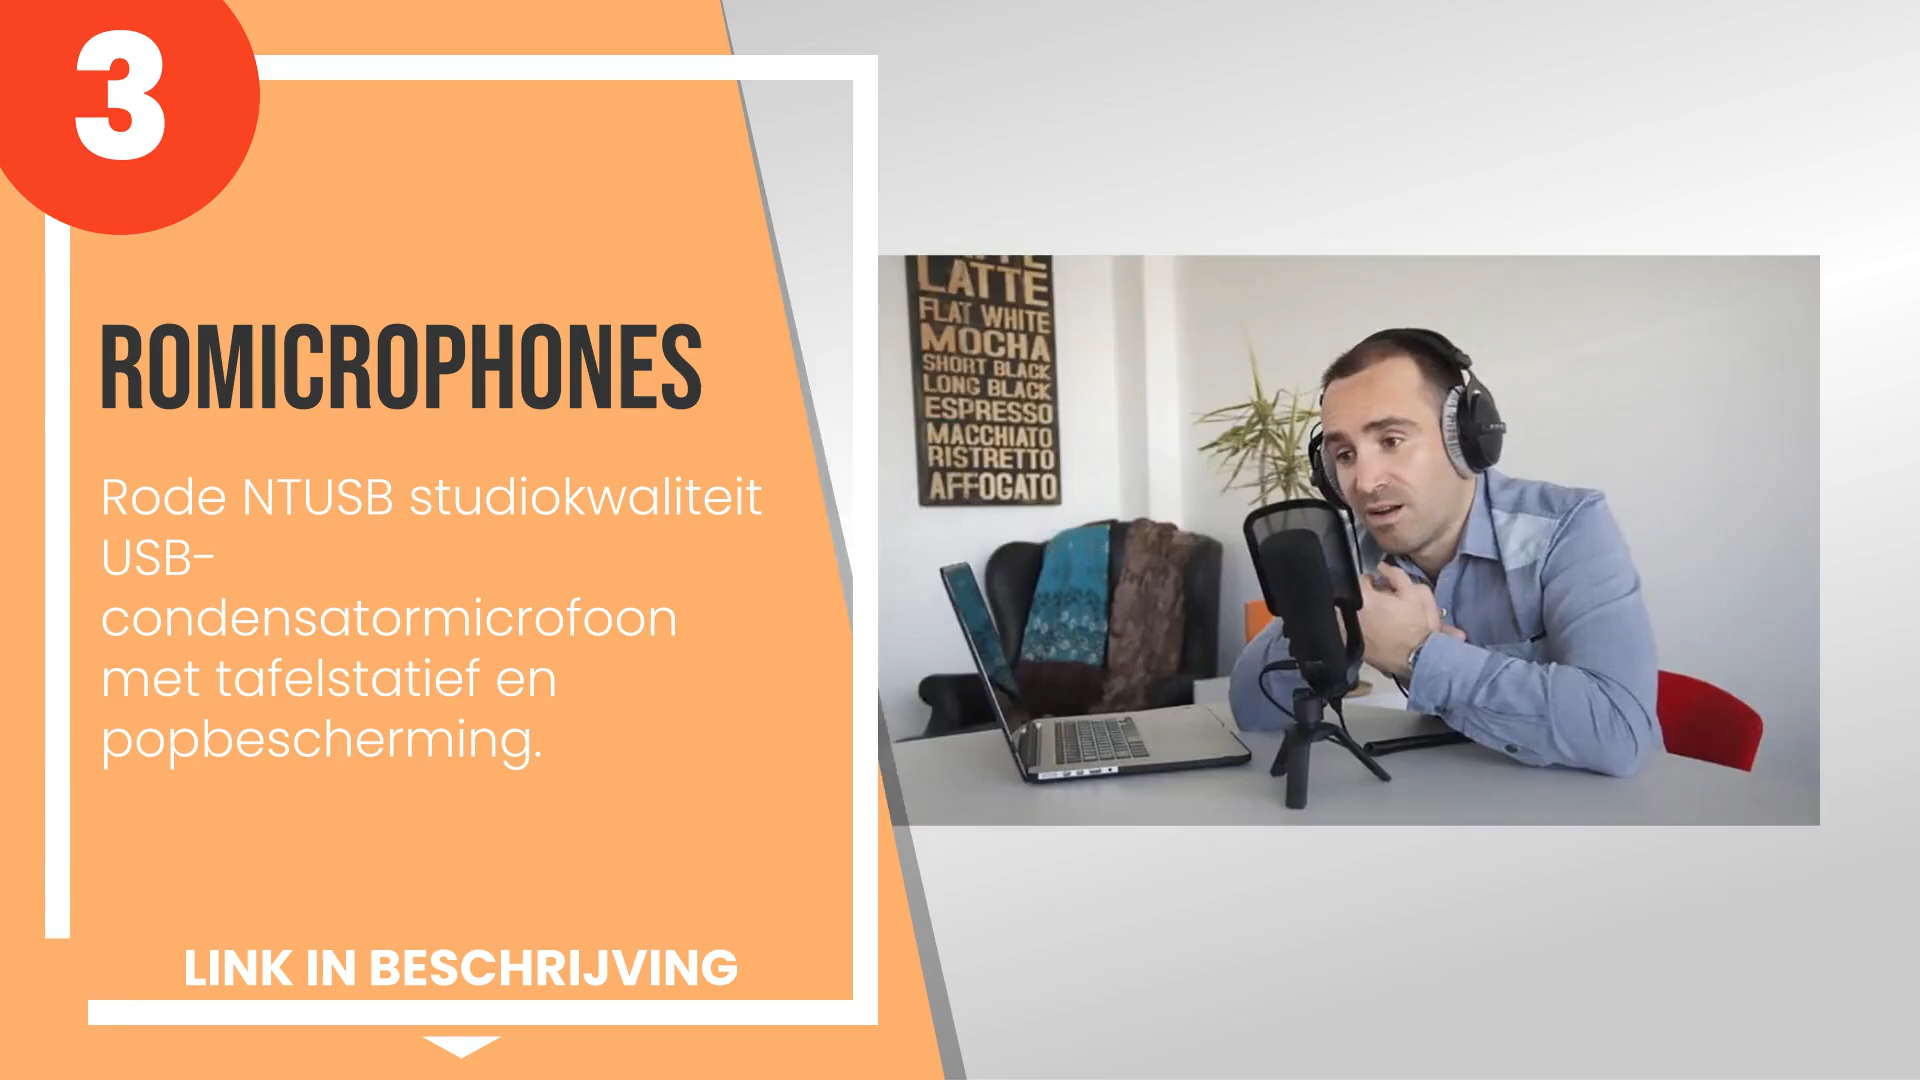 3
ROMICROPHONES
Rode NTUSB studiokwaliteit
USB-
condensatormicrofoon
met tafelstatief en
popbescherming.
LINK IN BESCHRIJVING
LATTE
FLAT WHITE
MOCHA
SHORT BLACK
LONG BLACK
ESPRESSO
MACCHIATO
RISTRETTO
AFFOGATO